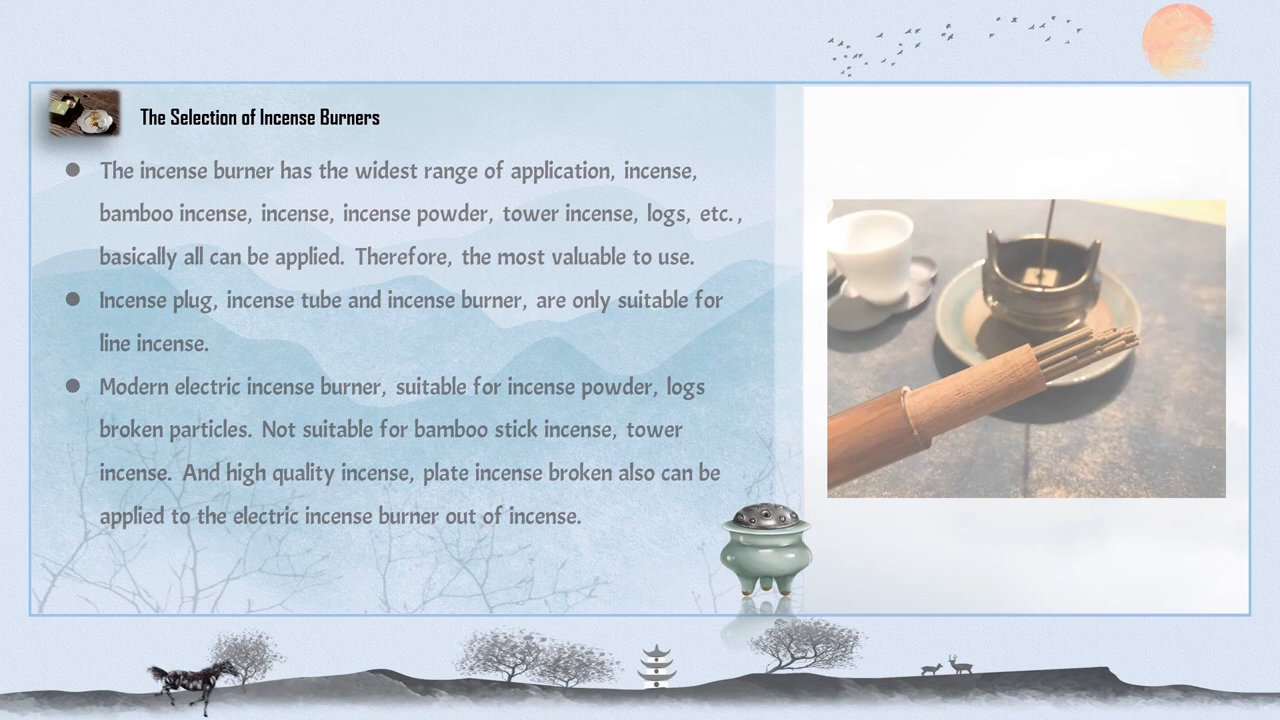 The Selection of Incense Burners
● The incense burner has the widest range of application, incense,
bamboo incense, incense, incense powder, tower incense, logs, etc.,
basically all can be applied. Therefore, the most valuable to use.
● Incense plug, incense tube and incense burner, are only suitable for
line incense.
● Modern electric incense burner, suitable for incense powder, logs
broken particles. Not suitable for bamboo stick incense, tower
incense. And high quality incense, plate incense broken also can be
applied to the electric incense burner out of incense.